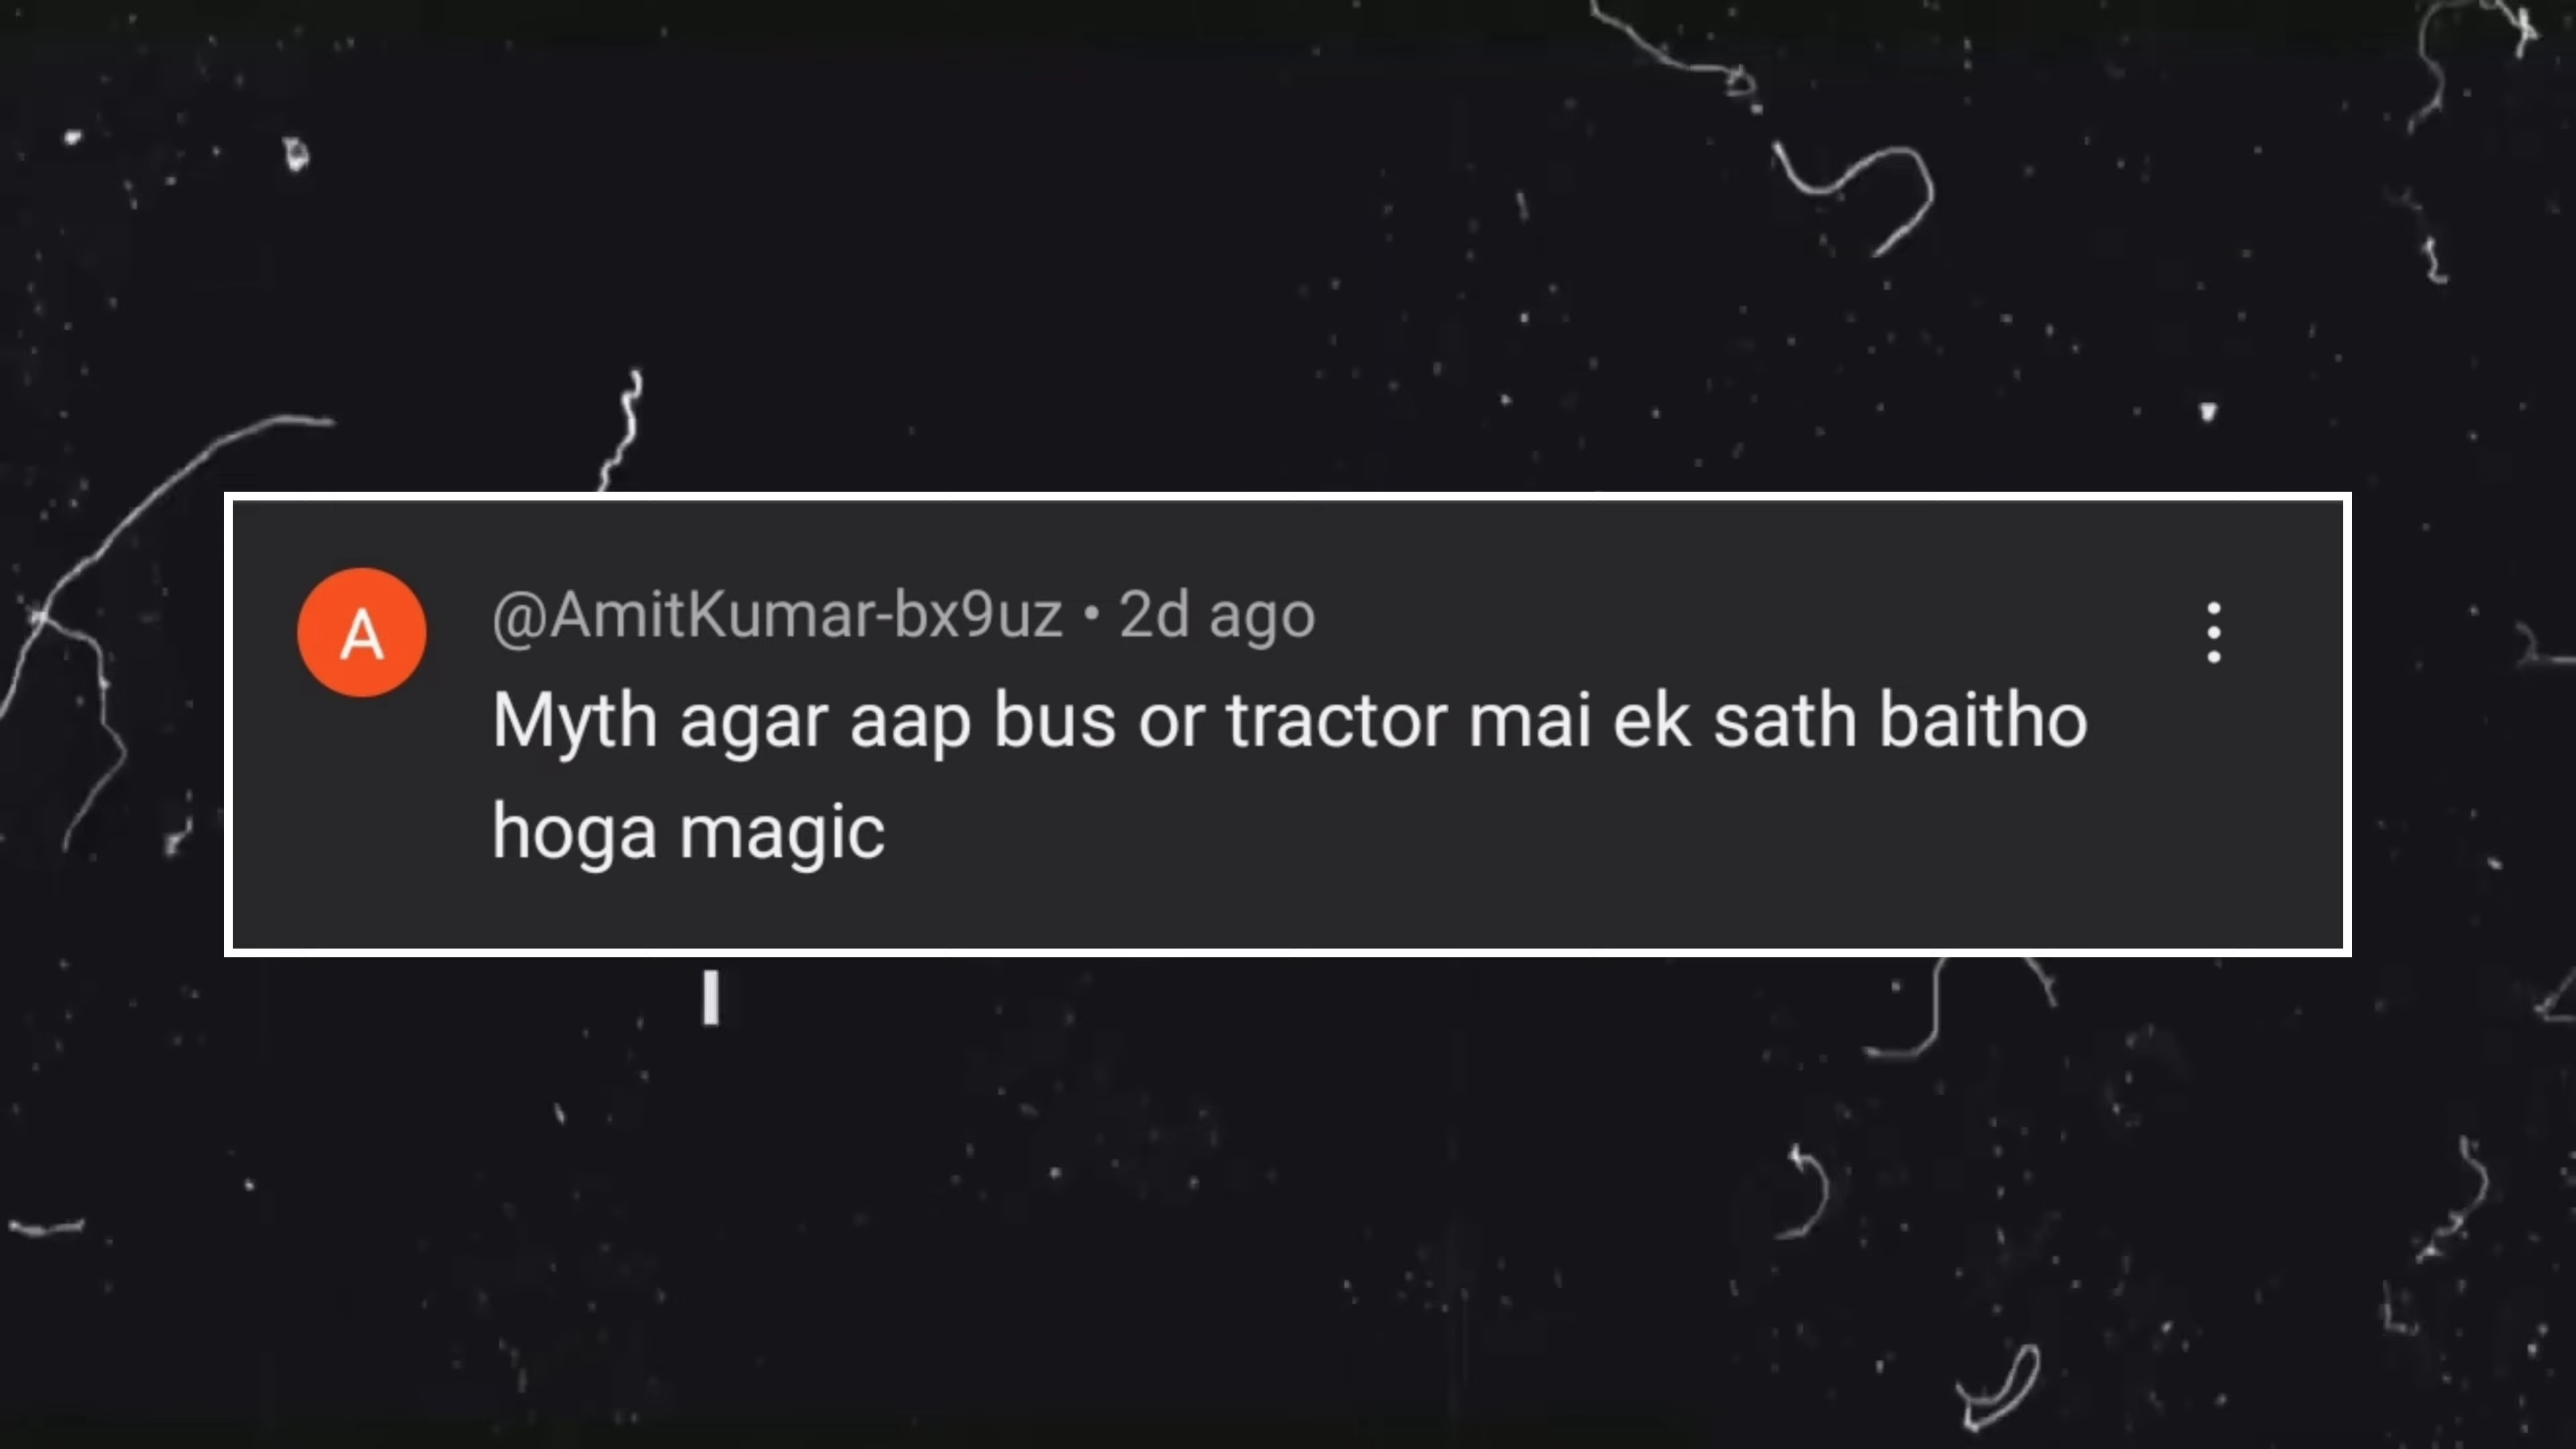 A
@AmitKumar-bx9uz • 2d ago
Myth agar aap bus or tractor mai ek sath baitho
hoga magic